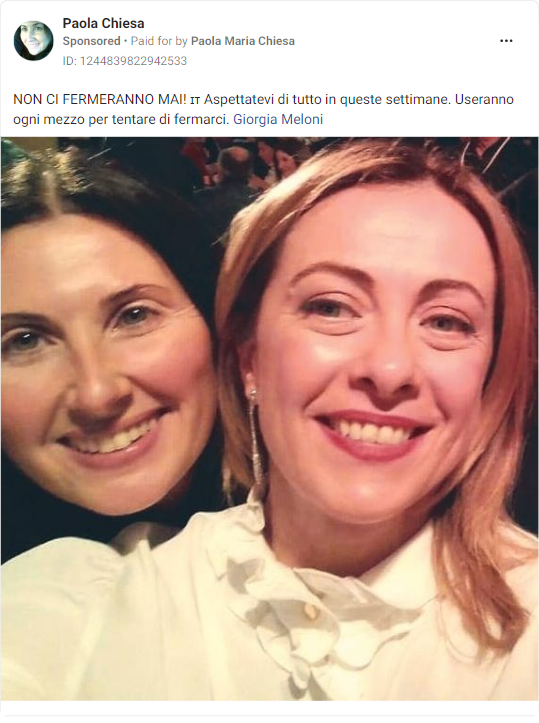 Paola Chiesa
Sponsored • Paid for by Paola Maria Chiesa
ID: 1244839822942533
NON CI FERMERANNO MAI! ɪᴛ Aspettatevi di tutto in queste settimane. Useranno
ogni mezzo per tentare di fermarci. Giorgia Meloni